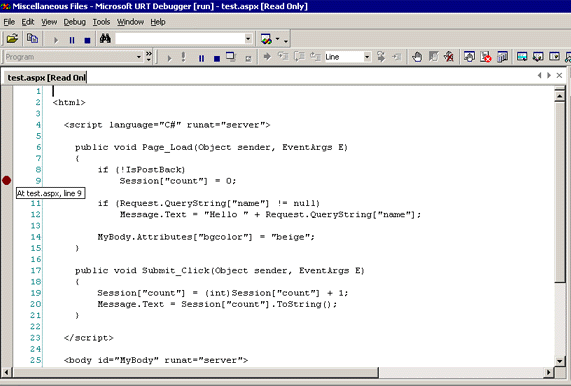 Miscellaneous Files - Microsoft URT Debugger [run] - test.aspx [Read Only]
File Edit View Debug Tools Window Help
Program Line
test.aspx [Read Onl
1
2 <html>
3
4 <script language="C#" runat="server">
5
6 public void Page_Load(Object sender, EventArgs E)
7 {
8 if (!IsPostBack)
9 Session["count"] = 0;
At test.aspx, line 9
11 if (Request.QueryString["name"] != null)
12 Message.Text = "Hello " + Request.QueryString["name"];
13
14 MyBody.Attributes["bgcolor"] = "beige";
15 }
16
17 public void Submit_Click(Object sender, EventArgs E)
18 {
19 Session["count"] = (int)Session["count"] + 1;
20 Message.Text = Session["count"].ToString();
21 }
22
23 </script>
24
25 <body id="MyBody" runat="server">